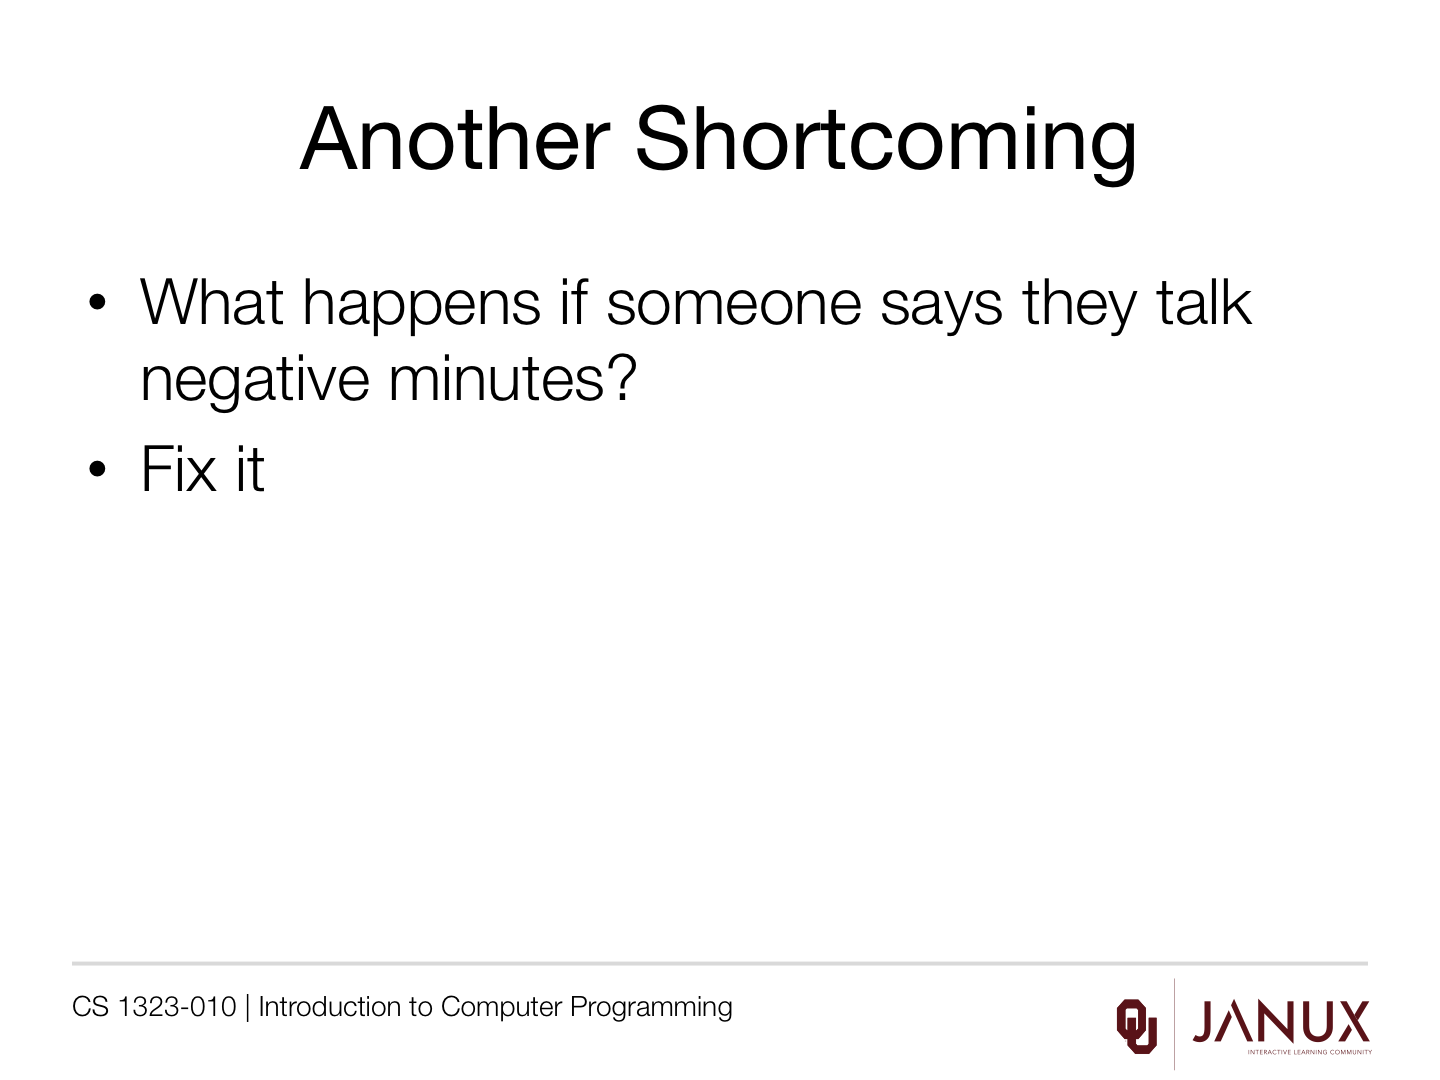 Another Shortcoming
• What happens if someone says they talk
negative minutes?
• Fix it
CS 1323-010 | Introduction to Computer Programming
OU
JANUX
INTERACTIVE LEARNING COMMUNITY